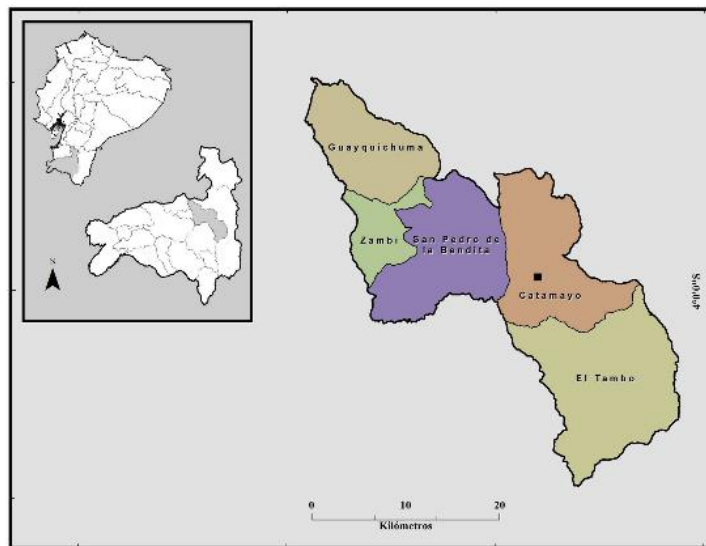 N
Guayquichuma
Zambi
San Pedro de
la Bendita
Catamayo
El Tambo
4°0'0"S
0 10 20
Kilómetros